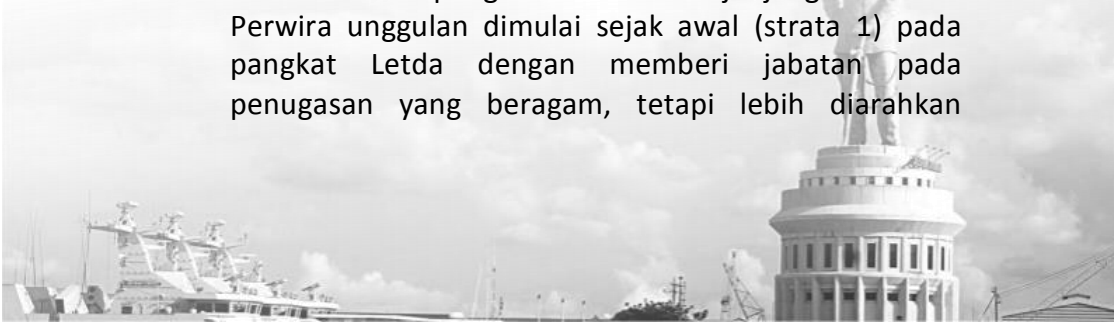 Perwira unggulan dimulai sejak awal (strata 1) pada
pangkat Letda dengan memberi jabatan pada
penugasan yang beragam, tetapi lebih diarahkan